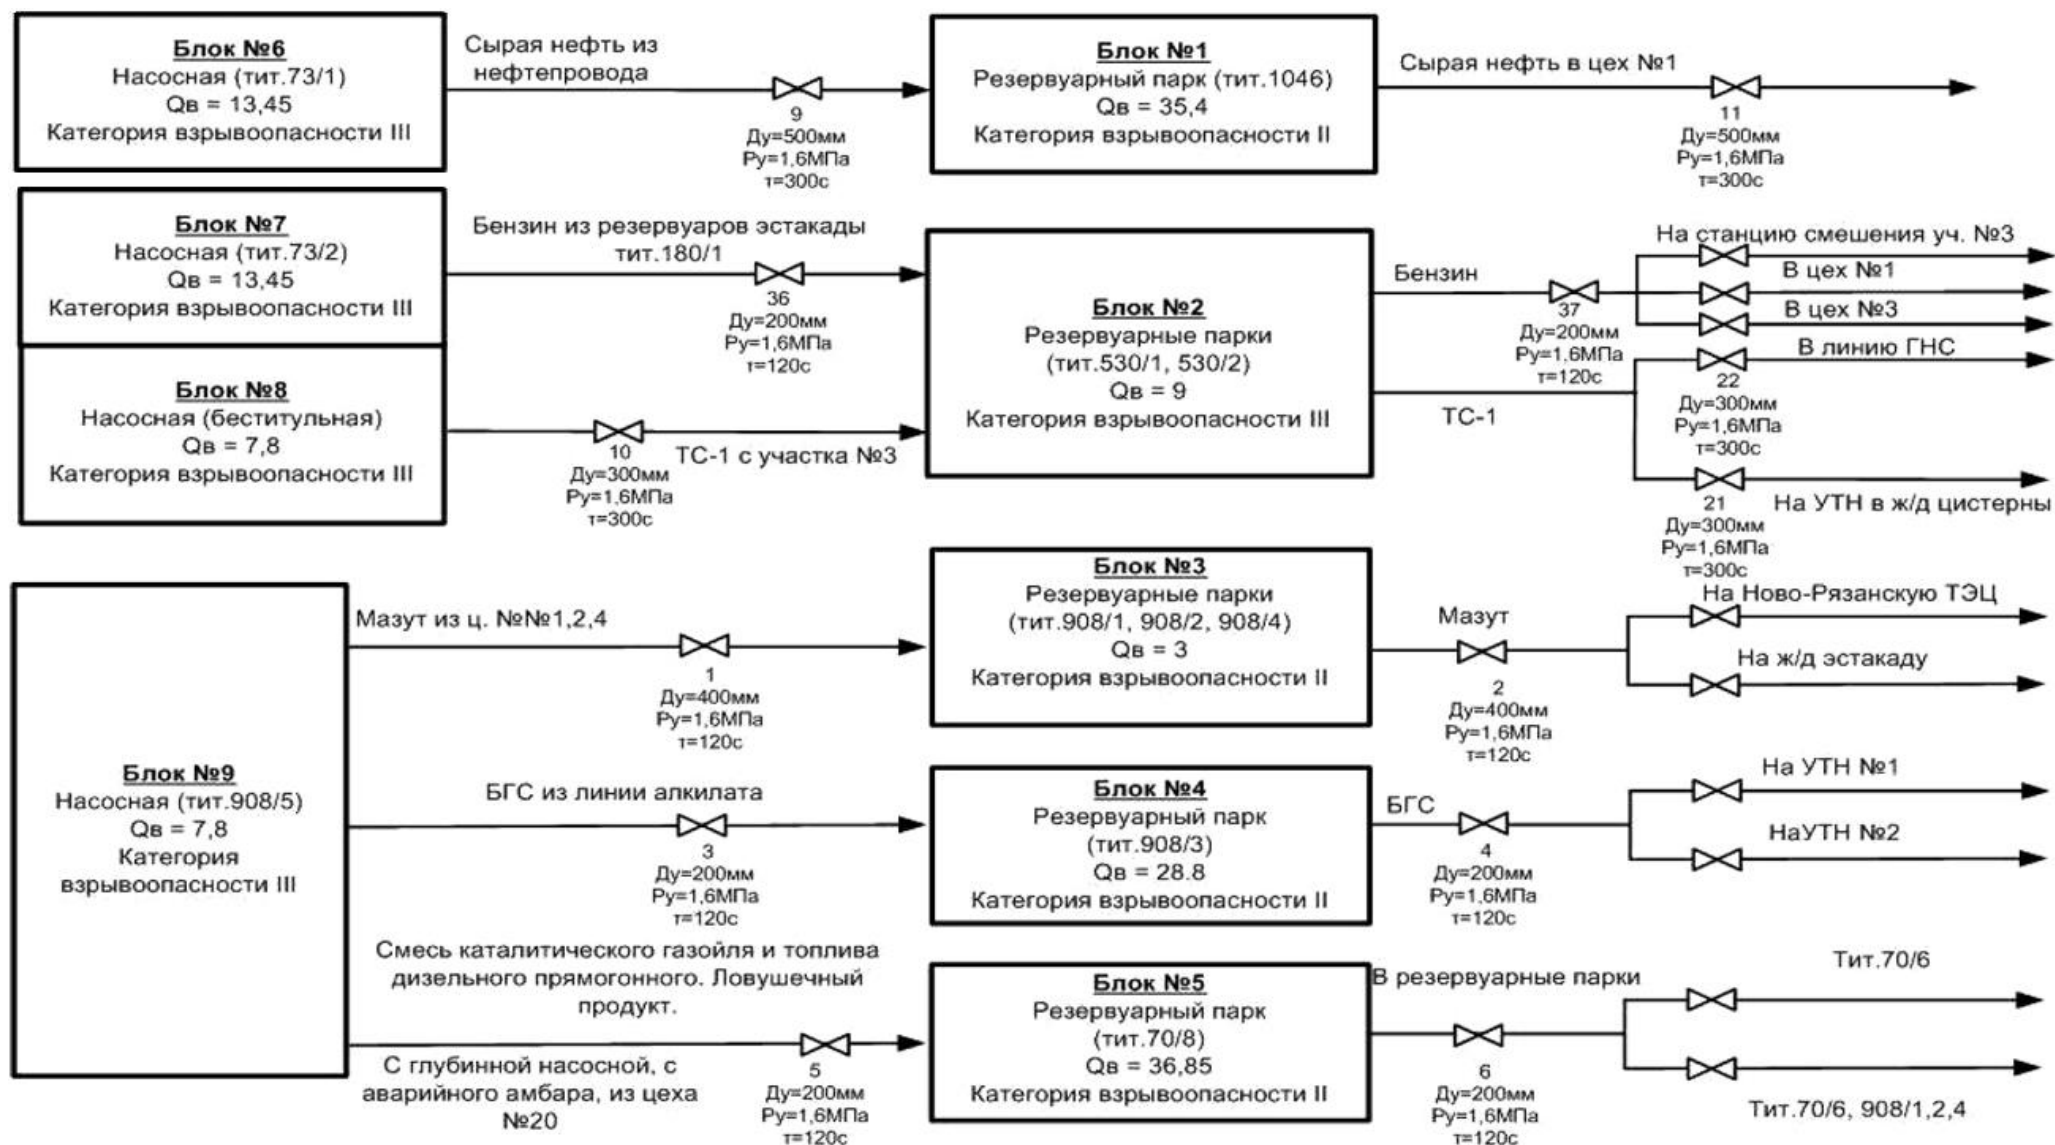 Блок №6
Насосная (тит.73/1)
Qв = 13,45
Категория взрывоопасности III
Сырая нефть из
нефтепровода
9
Ду=500мм
Ру=1,6МПа
τ=300с
Блок №1
Резервуарный парк (тит.1046)
Qв = 35,4
Категория взрывоопасности II
Сырая нефть в цех №1
11
Ду=500мм
Ру=1,6МПа
τ=300с
Блок №7
Насосная (тит.73/2)
Qв = 13,45
Категория взрывоопасности III
Бензин из резервуаров эстакады
тит.180/1
36
Ду=200мм
Ру=1,6МПа
τ=120с
Блок №8
Насосная (беститульная)
Qв = 7,8
Категория взрывоопасности III
10
Ду=300мм
Ру=1,6МПа
τ=300с
ТС-1 с участка №3
Блок №2
Резервуарные парки
(тит.530/1, 530/2)
Qв = 9
Категория взрывоопасности III
Бензин
37
Ду=200мм
Ру=1,6МПа
τ=120с
На станцию смешения уч. №3
В цех №1
В цех №3
ТС-1
В линию ГНС
22
Ду=300мм
Ру=1,6МПа
τ=300с
На УТН в ж/д цистерны
21
Ду=300мм
Ру=1,6МПа
τ=300с
Блок №9
Насосная (тит.908/5)
Qв = 7,8
Категория
взрывоопасности III
Мазут из ц. №№1,2,4
1
Ду=400мм
Ру=1,6МПа
τ=120с
Блок №3
Резервуарные парки
(тит.908/1, 908/2, 908/4)
Qв = 3
Категория взрывоопасности II
Мазут
2
Ду=400мм
Ру=1,6МПа
τ=120с
На Ново-Рязанскую ТЭЦ
На ж/д эстакаду
БГС из линии алкилата
3
Ду=200мм
Ру=1,6МПа
τ=120с
Блок №4
Резервуарный парк
(тит.908/3)
Qв = 28.8
Категория взрывоопасности II
БГС
4
Ду=200мм
Ру=1,6МПа
τ=120с
На УТН №1
НаУТН №2
Смесь каталитического газойля и топлива
дизельного прямогонного. Ловушечный
продукт.
С глубинной насосной, с
аварийного амбара, из цеха
№20
5
Ду=200мм
Ру=1,6МПа
τ=120с
Блок №5
Резервуарный парк
(тит.70/8)
Qв = 36,85
Категория взрывоопасности II
В резервуарные парки
6
Ду=200мм
Ру=1,6МПа
τ=120с
Тит.70/6
Тит.70/6, 908/1,2,4